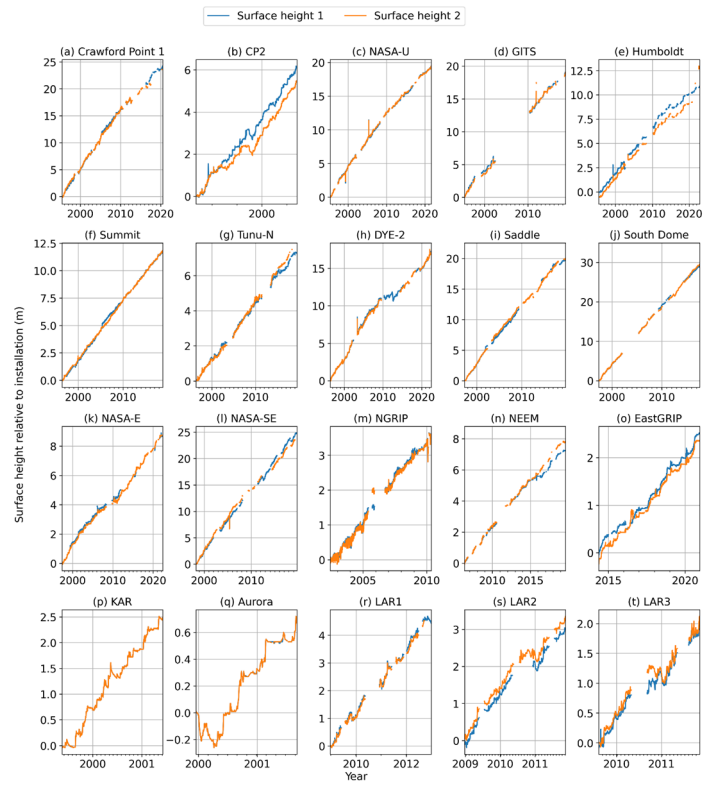 Surface height 1 Surface height 2
(a) Crawford Point 1 (b) CP2 (c) NASA-U (d) GITS (e) Humboldt
25 20 15 10 5 0
6 4 2 0
20 15 10 5 0
20 15 10 5 0
12.5 10.0 7.5 5.0 2.5 0.0
2000 2010 2020 2000 2000 2010 2020 2000 2010 2000 2010 2020
(f) Summit (g) Tunu-N (h) DYE-2 (i) Saddle (j) South Dome
12.5 10.0 7.5 5.0 2.5 0.0
6 4 2 0
15 10 5 0
20 15 10 5 0
30 20 10 0
2000 2010 2000 2010 2000 2010 2020 2000 2010 2000 2010
Surface height relative to installation (m)
(k) NASA-E (l) NASA-SE (m) NGRIP (n) NEEM (o) EastGRIP
8 6 4 2 0
25 20 15 10 5 0
3 2 1 0
8 6 4 2 0
2 1 0
2000 2010 2020 2000 2010 2005 2010 2010 2015 2015 2020
(p) KAR (q) Aurora (r) LAR1 (s) LAR2 (t) LAR3
2.5 2.0 1.5 1.0 0.5 0.0
0.6 0.4 0.2 0.0 −0.2
4 3 2 1 0
3 2 1 0
2.0 1.5 1.0 0.5 0.0
2000 2001 2000 2001 2010 2012 2009 2010 2011 2010 2011
Year